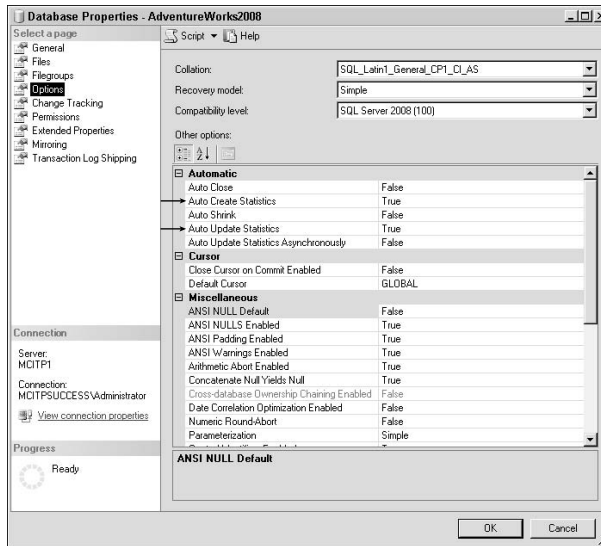 Database Properties - AdventureWorks2008
Select a page
General
Files
Filegroups
Options
Change Tracking
Permissions
Extended Properties
Mirroring
Transaction Log Shipping
Script
Help
Collation: SQL_Latin1_General_CP1_CI_AS
Recovery model: Simple
Compatibility level: SQL Server 2008 (100)
Other options:
Automatic
Auto Close False
Auto Create Statistics True
Auto Shrink False
Auto Update Statistics True
Auto Update Statistics Asynchronously False
Cursor
Close Cursor on Commit Enabled False
Default Cursor GLOBAL
Miscellaneous
ANSI NULL Default False
ANSI NULLS Enabled True
ANSI Padding Enabled True
ANSI Warnings Enabled True
Arithmetic Abort Enabled True
Concatenate Null Yields Null True
Cross-database Ownership Chaining Enabled False
Date Correlation Optimization Enabled False
Numeric Round-Abort False
Parameterization Simple
ANSI NULL Default
Connection
Server:
MCITP1
Connection:
MCITPSUCCESS\Administrator
View connection properties
Progress
Ready
OK
Cancel